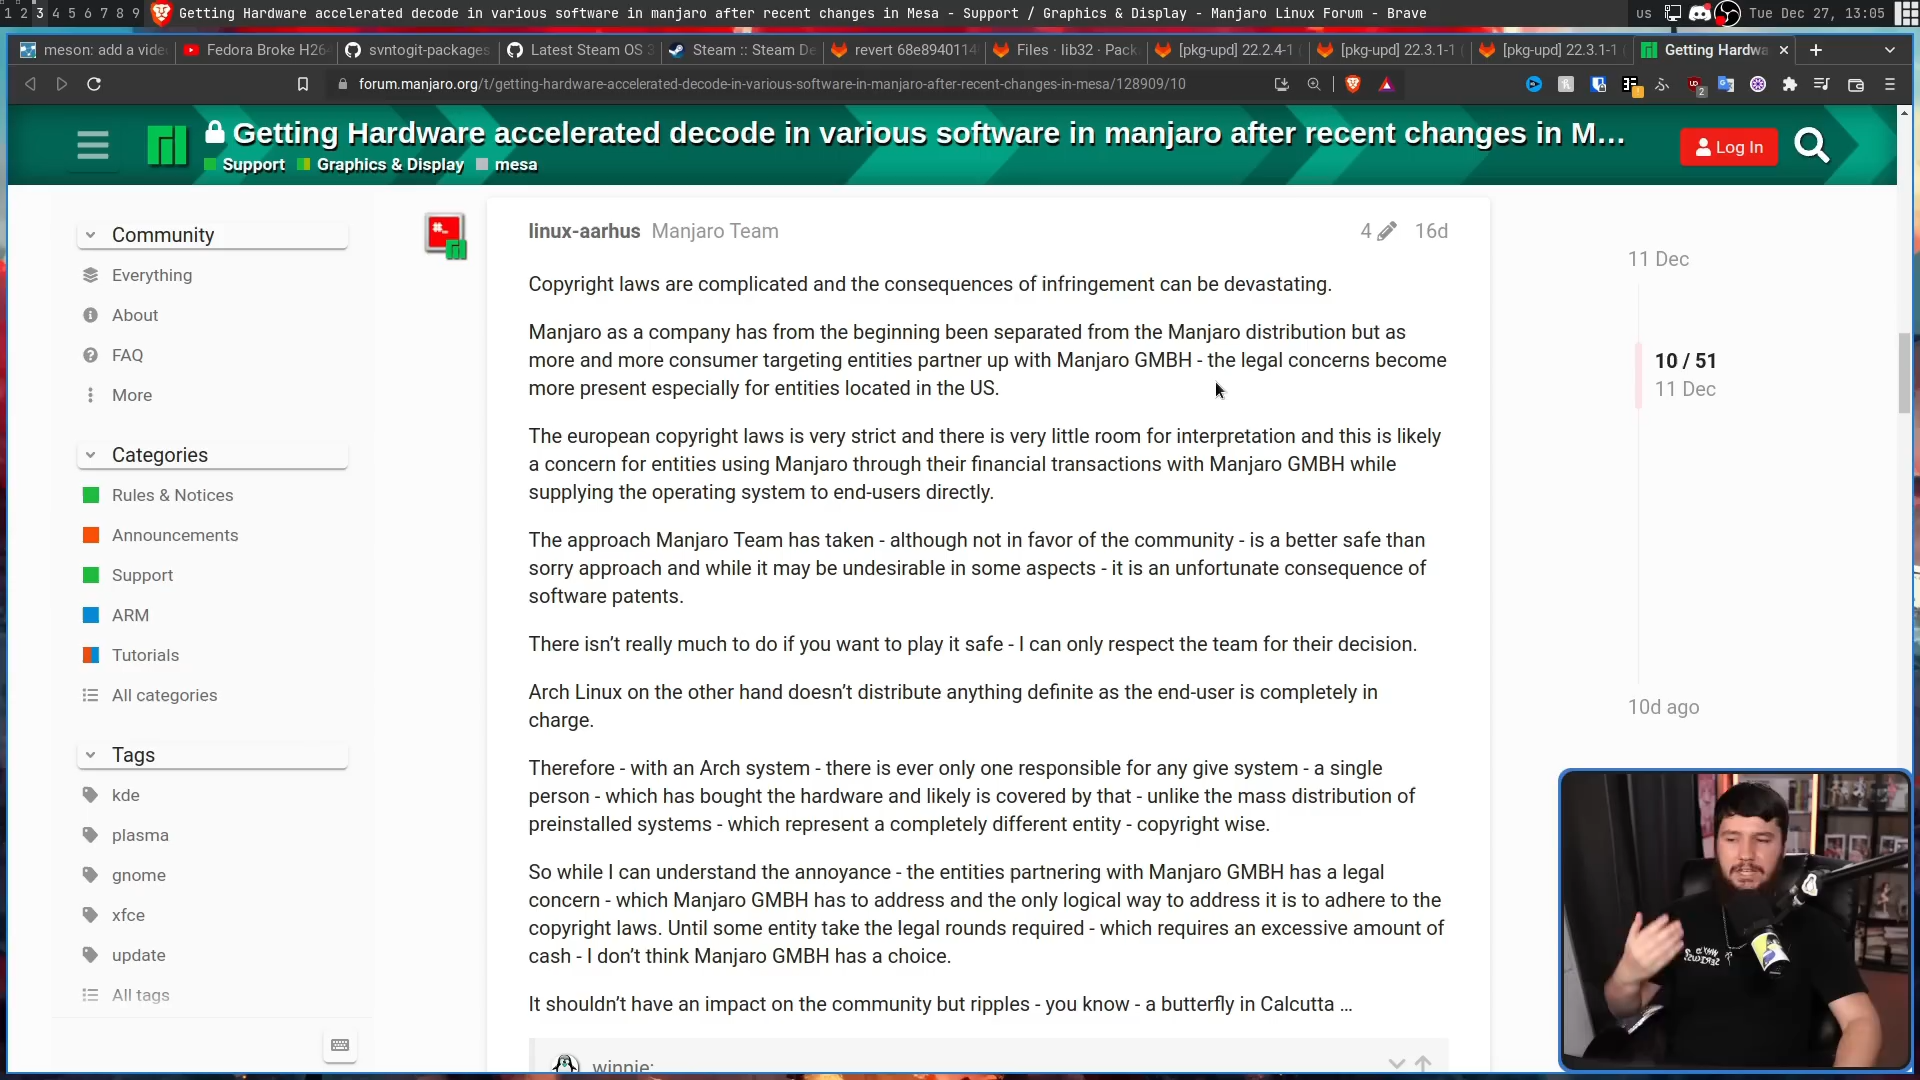 1 2 3 4 5 6 7 8 9 Getting Hardware accelerated decode in various software in manjaro after recent changes in Mesa - Support / Graphics & Display - Manjaro Linux Forum - Brave us Tue Dec 27, 13:05
meson: add a vide Fedora Broke H26 svntogit-packages Latest Steam OS 3 Steam :: Steam De revert 68e8940114 Files · lib32 · Pack [pkg-upd] 22.2.4-1 [pkg-upd] 22.3.1-1 [pkg-upd] 22.3.1-1 Getting Hardwa
forum.manjaro.org/t/getting-hardware-accelerated-decode-in-various-software-in-manjaro-after-recent-changes-in-mesa/128909/10
Getting Hardware accelerated decode in various software in manjaro after recent changes in M...
Support Graphics & Display mesa
Log In
Community
Everything
About
FAQ
More
Categories
Rules & Notices
Announcements
Support
ARM
Tutorials
All categories
Tags
kde
plasma
gnome
xfce
update
All tags
linux-aarhus Manjaro Team 4 16d
Copyright laws are complicated and the consequences of infringement can be devastating.
Manjaro as a company has from the beginning been separated from the Manjaro distribution but as
more and more consumer targeting entities partner up with Manjaro GMBH - the legal concerns become
more present especially for entities located in the US.
The european copyright laws is very strict and there is very little room for interpretation and this is likely
a concern for entities using Manjaro through their financial transactions with Manjaro GMBH while
supplying the operating system to end-users directly.
The approach Manjaro Team has taken - although not in favor of the community - is a better safe than
sorry approach and while it may be undesirable in some aspects - it is an unfortunate consequence of
software patents.
There isn’t really much to do if you want to play it safe - I can only respect the team for their decision.
Arch Linux on the other hand doesn’t distribute anything definite as the end-user is completely in
charge.
Therefore - with an Arch system - there is ever only one responsible for any give system - a single
person - which has bought the hardware and likely is covered by that - unlike the mass distribution of
preinstalled systems - which represent a completely different entity - copyright wise.
So while I can understand the annoyance - the entities partnering with Manjaro GMBH has a legal
concern - which Manjaro GMBH has to address and the only logical way to address it is to adhere to the
copyright laws. Until some entity take the legal rounds required - which requires an excessive amount of
cash - I don’t think Manjaro GMBH has a choice.
It shouldn’t have an impact on the community but ripples - you know - a butterfly in Calcutta …
winnie:
11 Dec
10 / 51
11 Dec
10d ago